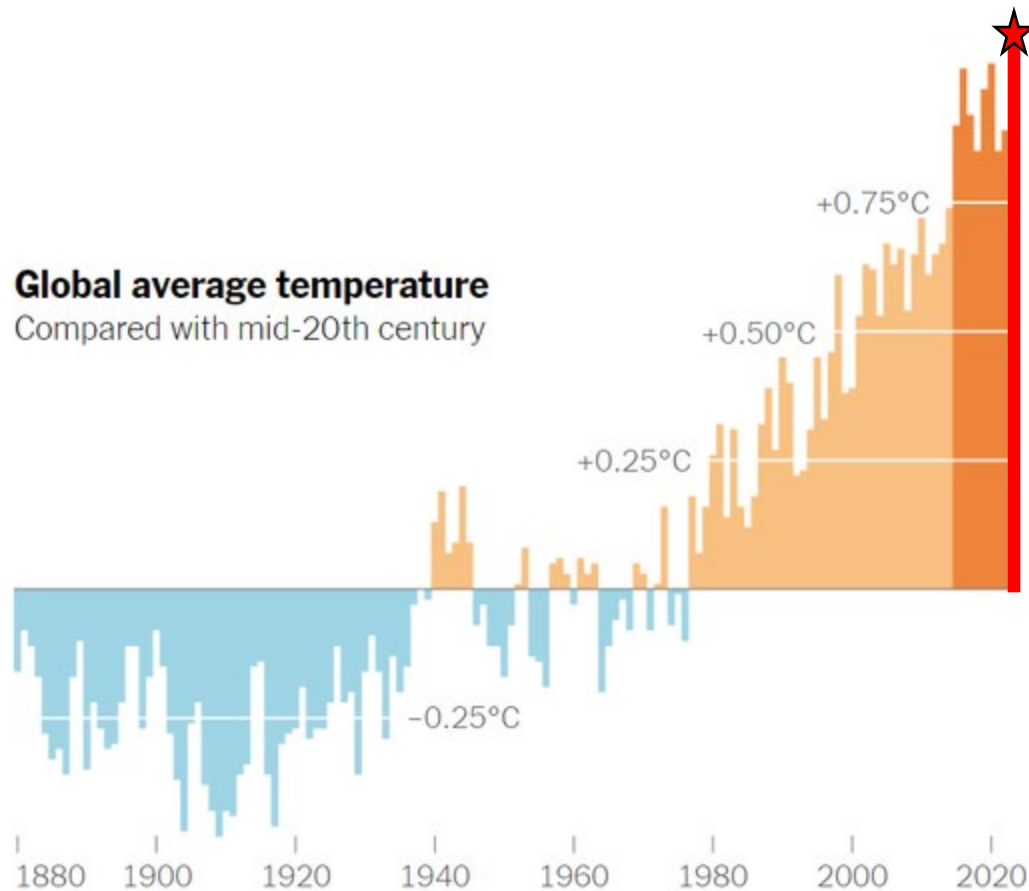 +0.75°C
Global average temperature
Compared with mid-20th century
+0.50°C
+0.25°C
−0.25°C
1880 1900 1920 1940 1960 1980 2000 2020